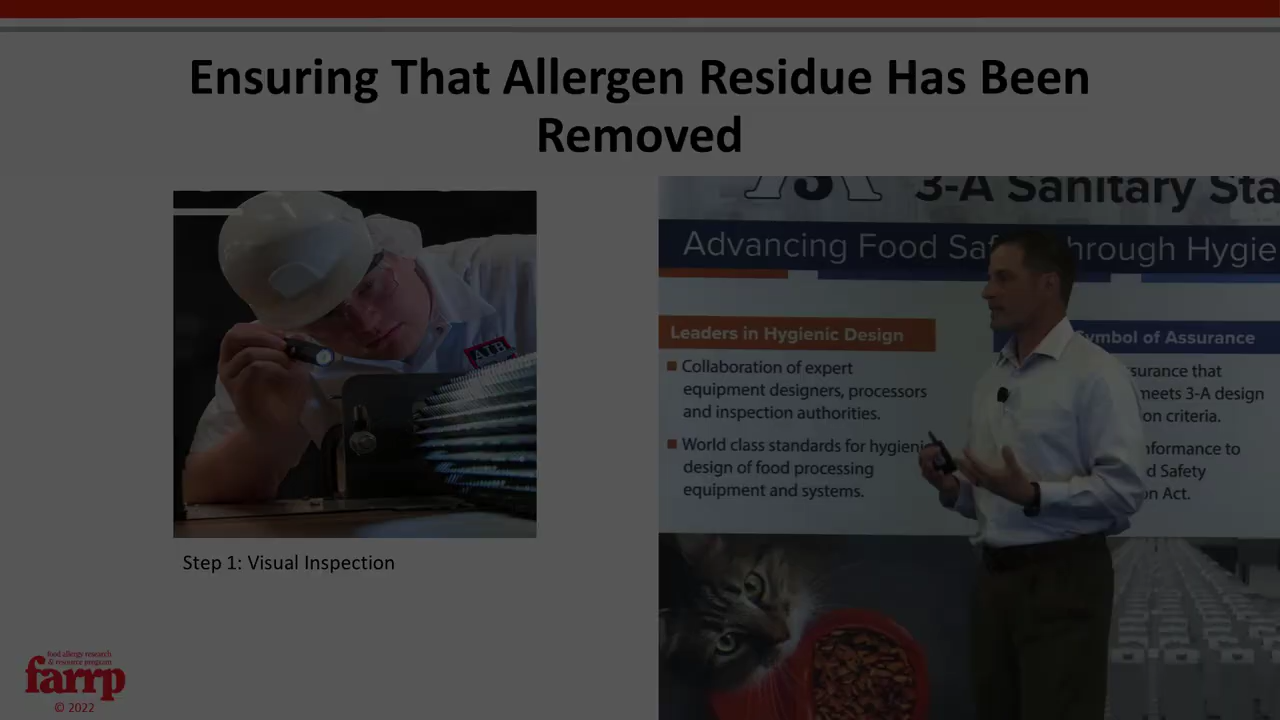 Ensuring That Allergen Residue Has Been
Removed
AIB
Step 1: Visual Inspection
3-A Sanitary Sta
Advancing Food Saf hrough Hygie
Leaders in Hygienic Design
Collaboration of expert
equipment designers, processors
and inspection authorities.
World class standards for hygienic
design of food processing
equipment and systems.
ymbol of Assurance
surance that
meets 3-A design
on criteria.
nformance to
d Safety
on Act.
food allergy research
& resource program
farrp
© 2022